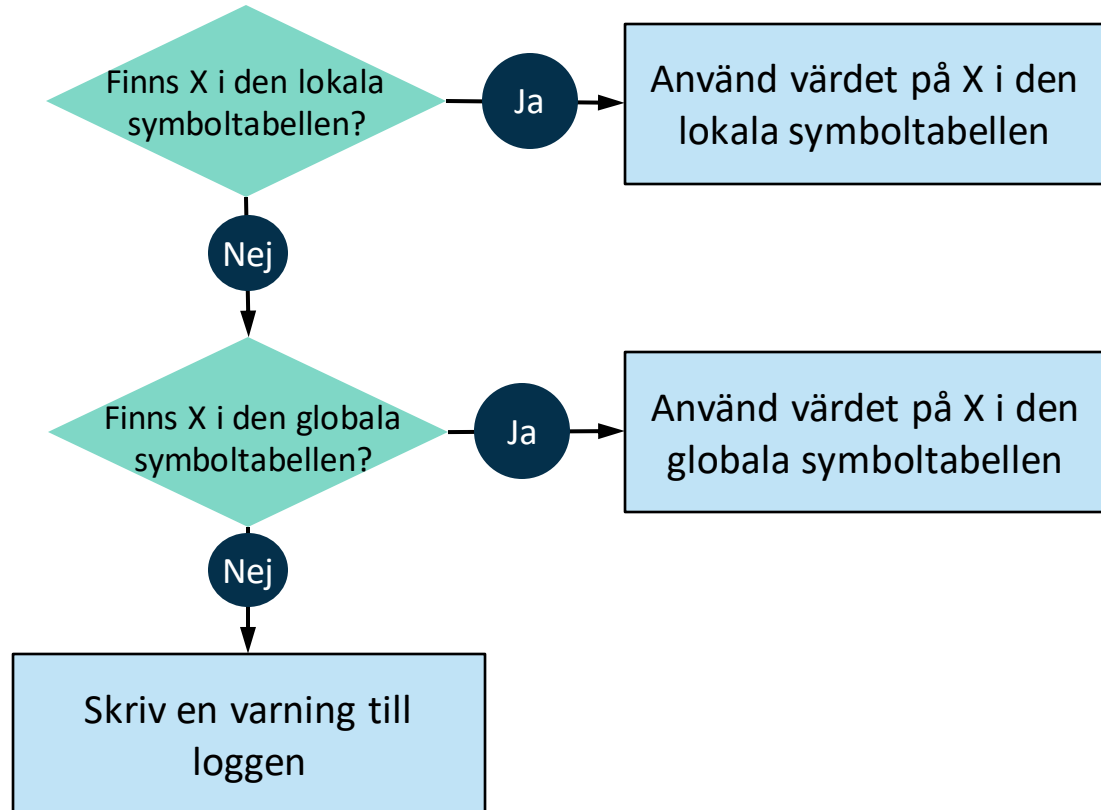 Finns X i den lokala
symboltabellen?
Ja
Använd värdet på X i den
lokala symboltabellen
Nej
Finns X i den globala
symboltabellen?
Ja
Använd värdet på X i den
globala symboltabellen
Nej
Skriv en varning till
loggen